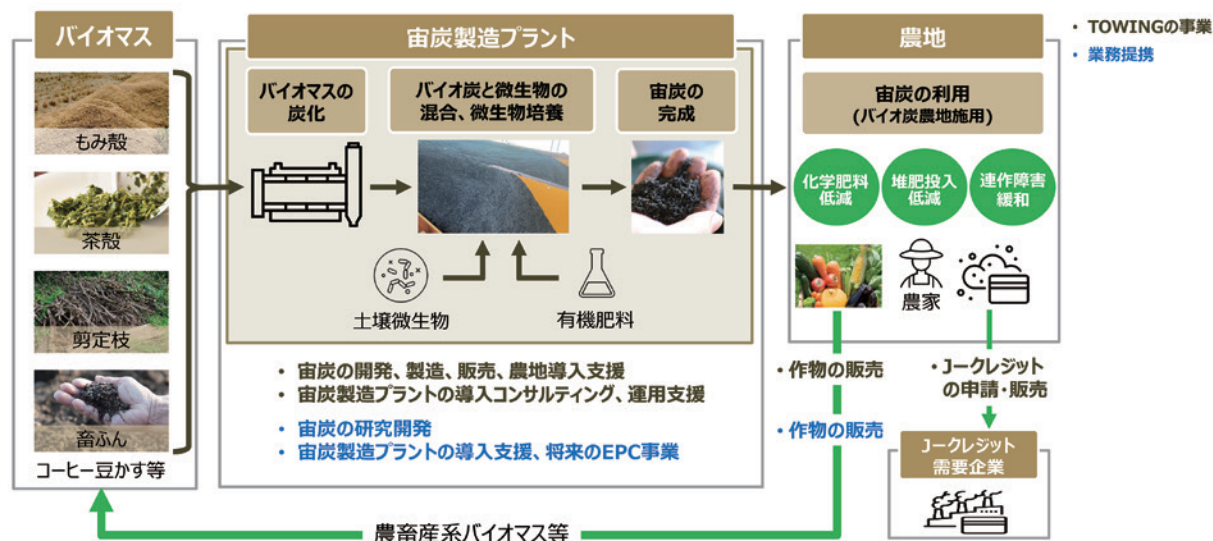 バイオマス
もみ殻
茶殻
剪定枝
畜ふん
コーヒー豆かす等
宙炭製造プラント
バイオマスの
炭化
バイオ炭と微生物の
混合、微生物培養
宙炭の
完成
土壌微生物
有機肥料
・ 宙炭の開発、製造、販売、農地導入支援
・ 宙炭製造プラントの導入コンサルティング、運用支援
・ 宙炭の研究開発
・ 宙炭製造プラントの導入支援、将来のEPC事業
農地
宙炭の利用
(バイオ炭農地施用)
化学肥料
低減
堆肥投入
低減
連作障害
緩和
農家
・作物の販売
・作物の販売
・Jークレジット
の申請・販売
Jークレジット
需要企業
・ TOWINGの事業
・ 業務提携
農畜産系バイオマス等